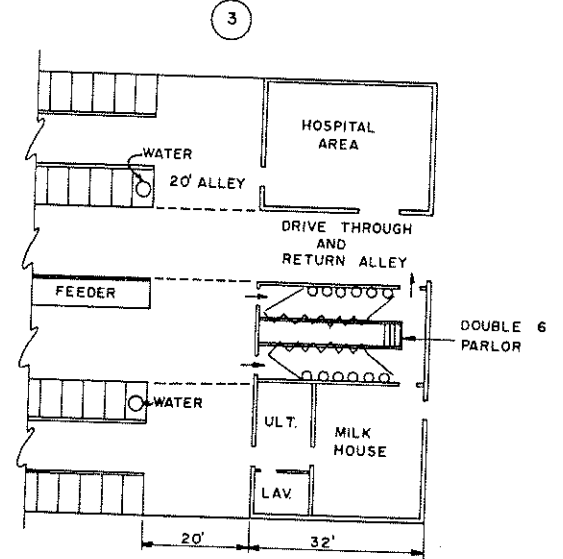 3
HOSPITAL
AREA
WATER
20' ALLEY
DRIVE THROUGH
AND
RETURN ALLEY
FEEDER
DOUBLE 6
PARLOR
WATER
ULT.
MILK
HOUSE
LAV.
20'
32'